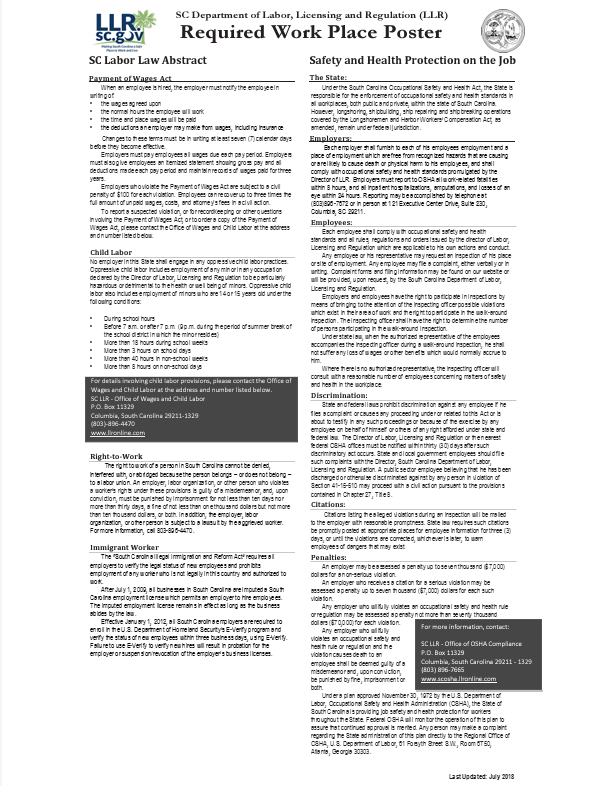 LLR
SC.gov
Making South Carolina a
Safe Place to Work and Live
SC Department of Labor, Licensing and Regulation (LLR)
Required Work Place Poster
SC Labor Law Abstract
Payment of Wages Act
When an employee is hired, the employer must notify the employee in
writing of:
• the wages agreed upon
• the normal hours the employee will work
• the time and place wages will be paid
• the deductions an employer may make from wages, including insurance
Changes to these terms must be in writing at least seven (7) calendar days
before they become effective.
Employers must pay employees all wages due each pay period. Employers
must also give employees an itemized statement showing gross pay and all
deductions made each pay period and maintain records of wages paid for three
years.
Employers who violate the Payment of Wages Act are subject to a civil
penalty of $100 for each violation. Employees can recover up to three times the
full amount of unpaid wages, costs, and attorney's fees in a civil action.
To report a suspected violation, or for recordkeeping or other questions
involving the Payment of Wages Act, or to order a copy of the Payment of
Wages Act, please contact the Office of Wages and Child Labor at the address
and number listed below.
Child Labor
No employer in this State shall engage in any oppressive child labor practices.
Oppressive child labor includes employment of any minor in any occupation
declared by the Director of Labor, Licensing and Regulation to be particularly
hazardous or detrimental to the health or well being of minors. Oppressive child
labor also includes employment of minors who are 14 or 15 years old under the
following conditions:
• During school hours
• Before 7 a.m. or after 7 p.m. (9 p.m. during the period of summer break of
the school district in which the minor resides)
• More than 18 hours during school weeks
• More than 3 hours on school days
• More than 40 hours in non-school weeks
• More than 8 hours on non-school days
For details involving child labor provisions, please contact the Office of
Wages and Child Labor at the address and number listed below.
SC LLR - Office of Wages and Child Labor
P.O. Box 11329
Columbia, South Carolina 29211-1329
(803)-896-4470
www.llronline.com
Right-to-Work
The right to work of a person in South Carolina cannot be denied,
interfered with, or abridged because the person belongs – or does not belong –
to a labor union. An employer, labor organization, or other person who violates
a worker's rights under these provisions is guilty of a misdemeanor, and, upon
conviction, must be punished by imprisonment for not less than ten days nor
more than thirty days, a fine of not less than one thousand dollars but not more
than ten thousand dollars, or both. In addition, the employer, labor
organization, or other person is subject to a lawsuit by the aggrieved worker.
For more information, call 803-896-4470.
Immigrant Worker
The "South Carolina Illegal Immigration and Reform Act" requires all
employers to verify the legal status of new employees and prohibits
employment of any worker who is not legally in this country and authorized to
work.
After July 1, 2009, all businesses in South Carolina are imputed a South
Carolina employment license which permits an employer to hire employees.
The imputed employment license remains in effect as long as the business
abides by the law.
Effective January 1, 2012, all South Carolina employers are required to
enroll in the U.S. Department of Homeland Security's E-Verify program and
verify the status of new employees within three business days, using E-Verify.
Failure to use E-Verify to verify new hires will result in probation for the
employer or suspension/revocation of the employer's business licenses.
Safety and Health Protection on the Job
The State:
Under the South Carolina Occupational Safety and Health Act, the State is
responsible for the enforcement of occupational safety and health standards in
all workplaces, both public and private, within the state of South Carolina.
However, longshoring, shipbuilding, ship repairing and ship breaking operations
covered by the Longshoremen and Harbor Workers' Compensation Act, as
amended, remain under federal jurisdiction.
Employers:
Each employer shall furnish to each of his employees employment and a
place of employment which are free from recognized hazards that are causing
or are likely to cause death or physical harm to his employees, and shall
comply with occupational safety and health standards promulgated by the
Director of LLR. Employers must report to OSHA all work-related fatalities
within 8 hours, and all inpatient hospitalizations, amputations, and losses of an
eye within 24 hours. Reporting may be accomplished by telephone at
(803)896-7672 or in person at 121 Executive Center Drive, Suite 230,
Columbia, SC 29211.
Employees:
Each employee shall comply with occupational safety and health
standards and all rules, regulations and orders issued by the director of Labor,
Licensing and Regulation which are applicable to his own actions and conduct.
Any employee or his representative may request an inspection of his place
or site of employment. Any employee may file a complaint, either verbally or in
writing. Complaint forms and filing information may be found on our website or
will be provided, upon request, by the South Carolina Department of Labor,
Licensing and Regulation.
Employers and employees have the right to participate in inspections by
means of bringing to the attention of the inspecting officer possible violations
which exist in their area of work and the right to participate in the walk-around
inspection. The inspecting officer shall have the right to determine the number
of persons participating in the walk-around inspection.
Under state law, when the authorized representative of the employees
accompanies the inspecting officer during a walk-around inspection, he shall
not suffer any loss of wages or other benefits which would normally accrue to
him.
Where there is no authorized representative, the inspecting officer will
consult with a reasonable number of employees concerning matters of safety
and health in the workplace.
Discrimination:
State and federal laws prohibit discrimination against any employee if he
files a complaint or causes any proceeding under or related to this Act or is
about to testify in any such proceedings or because of the exercise by any
employee on behalf of himself or others of any right afforded under state and
federal law. The Director of Labor, Licensing and Regulation or the nearest
federal OSHA offices must be notified within thirty (30) days after such
discriminatory act occurs. State and local government employees should file
such complaints with the Director, South Carolina Department of Labor,
Licensing and Regulation. A public sector employee believing that he has been
discharged or otherwise discriminated against by any person in violation of
Section 41-15-510 may proceed with a civil action pursuant to the provisions
contained in Chapter 27, Title 8.
Citations:
Citations listing the alleged violations during an inspection will be mailed
to the employer with reasonable promptness. State law requires such citations
be promptly posted at appropriate places for employee information for three (3)
days, or until the violations are corrected, whichever is later, to warn
employees of dangers that may exist.
Penalties:
An employer may be assessed a penalty up to seven thousand ($7,000)
dollars for a non-serious violation.
An employer who receives a citation for a serious violation may be
assessed a penalty up to seven thousand ($7,000) dollars for each such
violation.
Any employer who willfully violates an occupational safety and health rule
or regulation may be assessed a penalty not more than seventy thousand
dollars ($70,000) for each violation.
Any employer who willfully
violates an occupational safety and
health rule or regulation and the
violation causes death to an
employee shall be deemed guilty of a
misdemeanor and, upon conviction,
be punished by fine, imprisonment or
both.
For more information, contact:
SC LLR - Office of OSHA Compliance
P.O. Box 11329
Columbia, South Carolina 29211 - 1329
(803) 896-7665
www.scosha.llronline.com
Under a plan approved November 30, 1972 by the U.S. Department of
Labor, Occupational Safety and Health Administration (OSHA), the State of
South Carolina is providing job safety and health protection for workers
throughout the State. Federal OSHA will monitor the operation of this plan to
assure that continued approval is merited. Any person may make a complaint
regarding the State administration of this plan directly to the Regional Office of
OSHA, U.S. Department of Labor, 61 Forsyth Street S.W., Room 6T50,
Atlanta, Georgia 30303.
Last Updated: July 2018